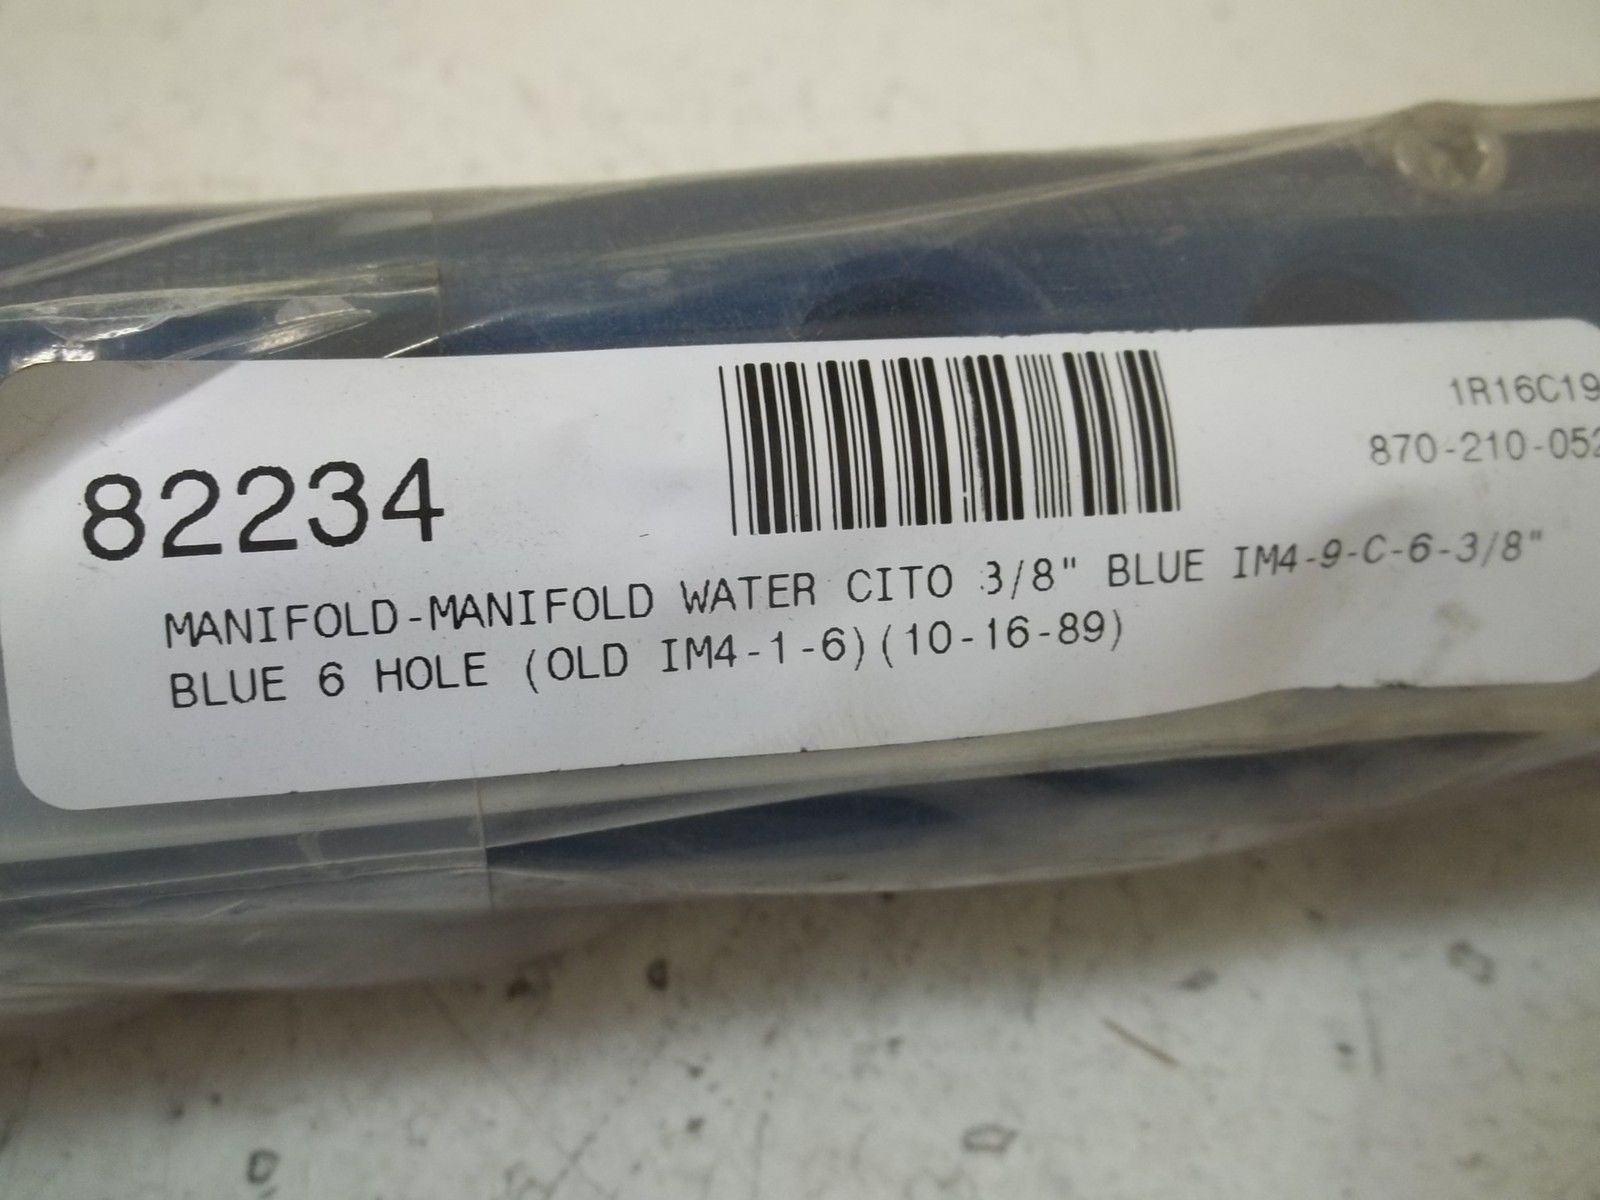 1R16C19
870-210-052
82234
MANIFOLD-MANIFOLD WATER CITO 3/8" BLUE IM4-9-C-6-3/8"
BLUE 6 HOLE (OLD IM4-1-6)(10-16-89)